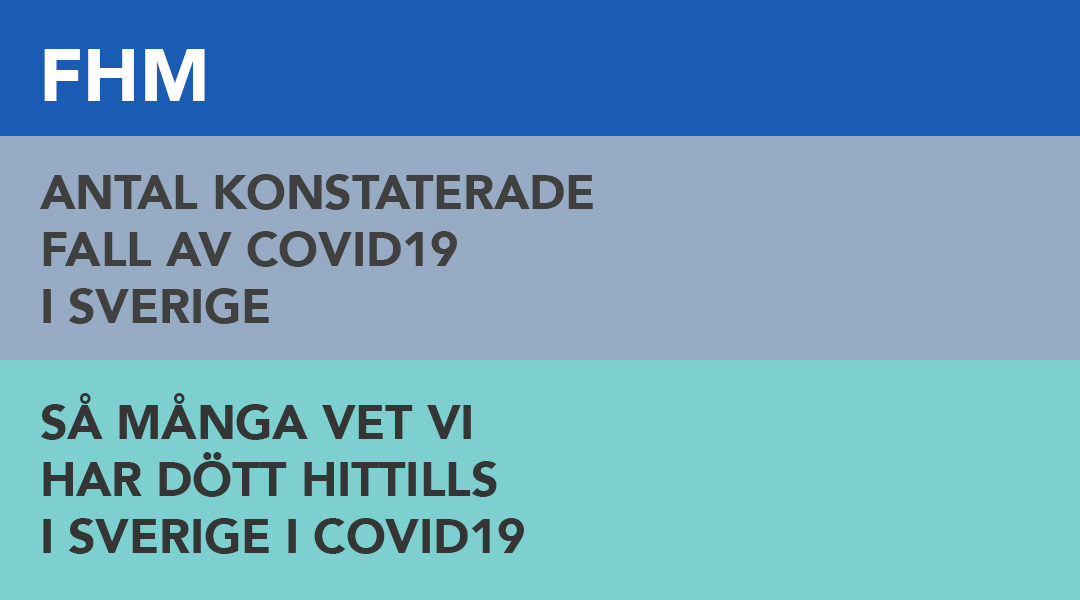 FHM
ANTAL KONSTATERADE
FALL AV COVID19
I SVERIGE
SÅ MÅNGA VET VI
HAR DÖTT HITTILLS
I SVERIGE I COVID19